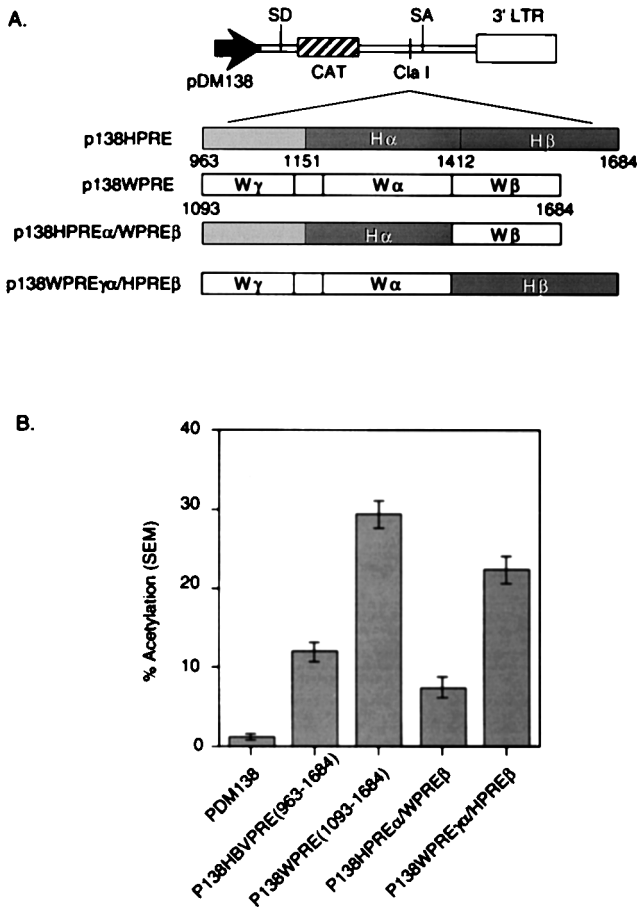 A.
SD
SA
3' LTR
pDM138
CAT
Cla I
p138HPRE
Hα
Hβ
963
1151
1412
1684
p138WPRE
Wγ
Wα
Wβ
1093
1684
p138HPREα/WPREβ
Hα
Wβ
p138WPREγα/HPREβ
Wγ
Wα
Hβ
B.
% Acetylation (SEM)
40
30
20
10
0
PDM138
P138HBVPRE(963-1684)
P138WPRE(1093-1684)
P138HPREα/WPREβ
P138WPREγα/HPREβ